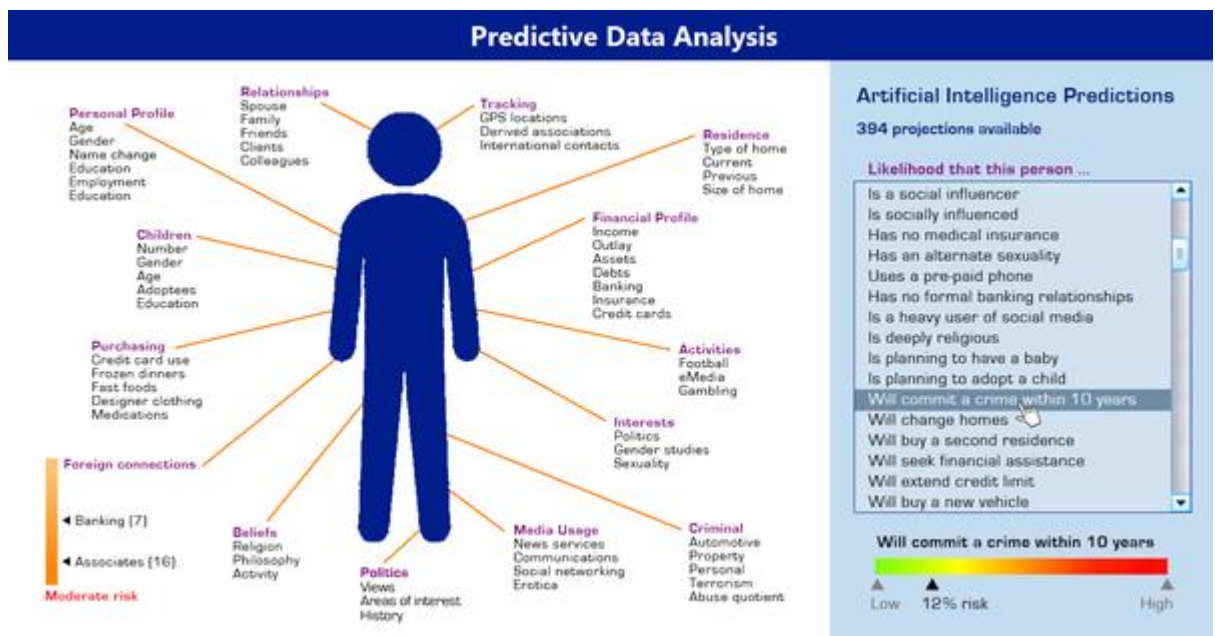 Predictive Data Analysis
Personal Profile
Age
Gender
Name change
Education
Employment
Education
Relationships
Spouse
Family
Friends
Clients
Colleagues
Tracking
GPS locations
Derived associations
International contacts
Residence
Type of home
Current
Previous
Size of home
Children
Number
Gender
Age
Adoptees
Education
Financial Profile
Income
Outlay
Assets
Debts
Banking
Insurance
Credit cards
Purchasing
Credit card use
Frozen dinners
Fast foods
Designer clothing
Medications
Activities
Football
eMedia
Gambling
Interests
Politics
Gender studies
Sexuality
Foreign connections
◄ Banking (7)
◄ Associates (16)
Moderate risk
Beliefs
Religion
Philosophy
Activity
Politics
Views
Areas of interest
History
Media Usage
News services
Communications
Social networking
Erotica
Criminal
Automotive
Property
Personal
Terrorism
Abuse quotient
Artificial Intelligence Predictions
394 projections available
Likelihood that this person ...
Is a social influencer
Is socially influenced
Has no medical insurance
Has an alternate sexuality
Uses a pre-paid phone
Has no formal banking relationships
Is a heavy user of social media
Is deeply religious
Is planning to have a baby
Is planning to adopt a child
Will commit a crime within 10 years
Will change homes
Will buy a second residence
Will seek financial assistance
Will extend credit limit
Will buy a new vehicle
Will commit a crime within 10 years
Low 12% risk High